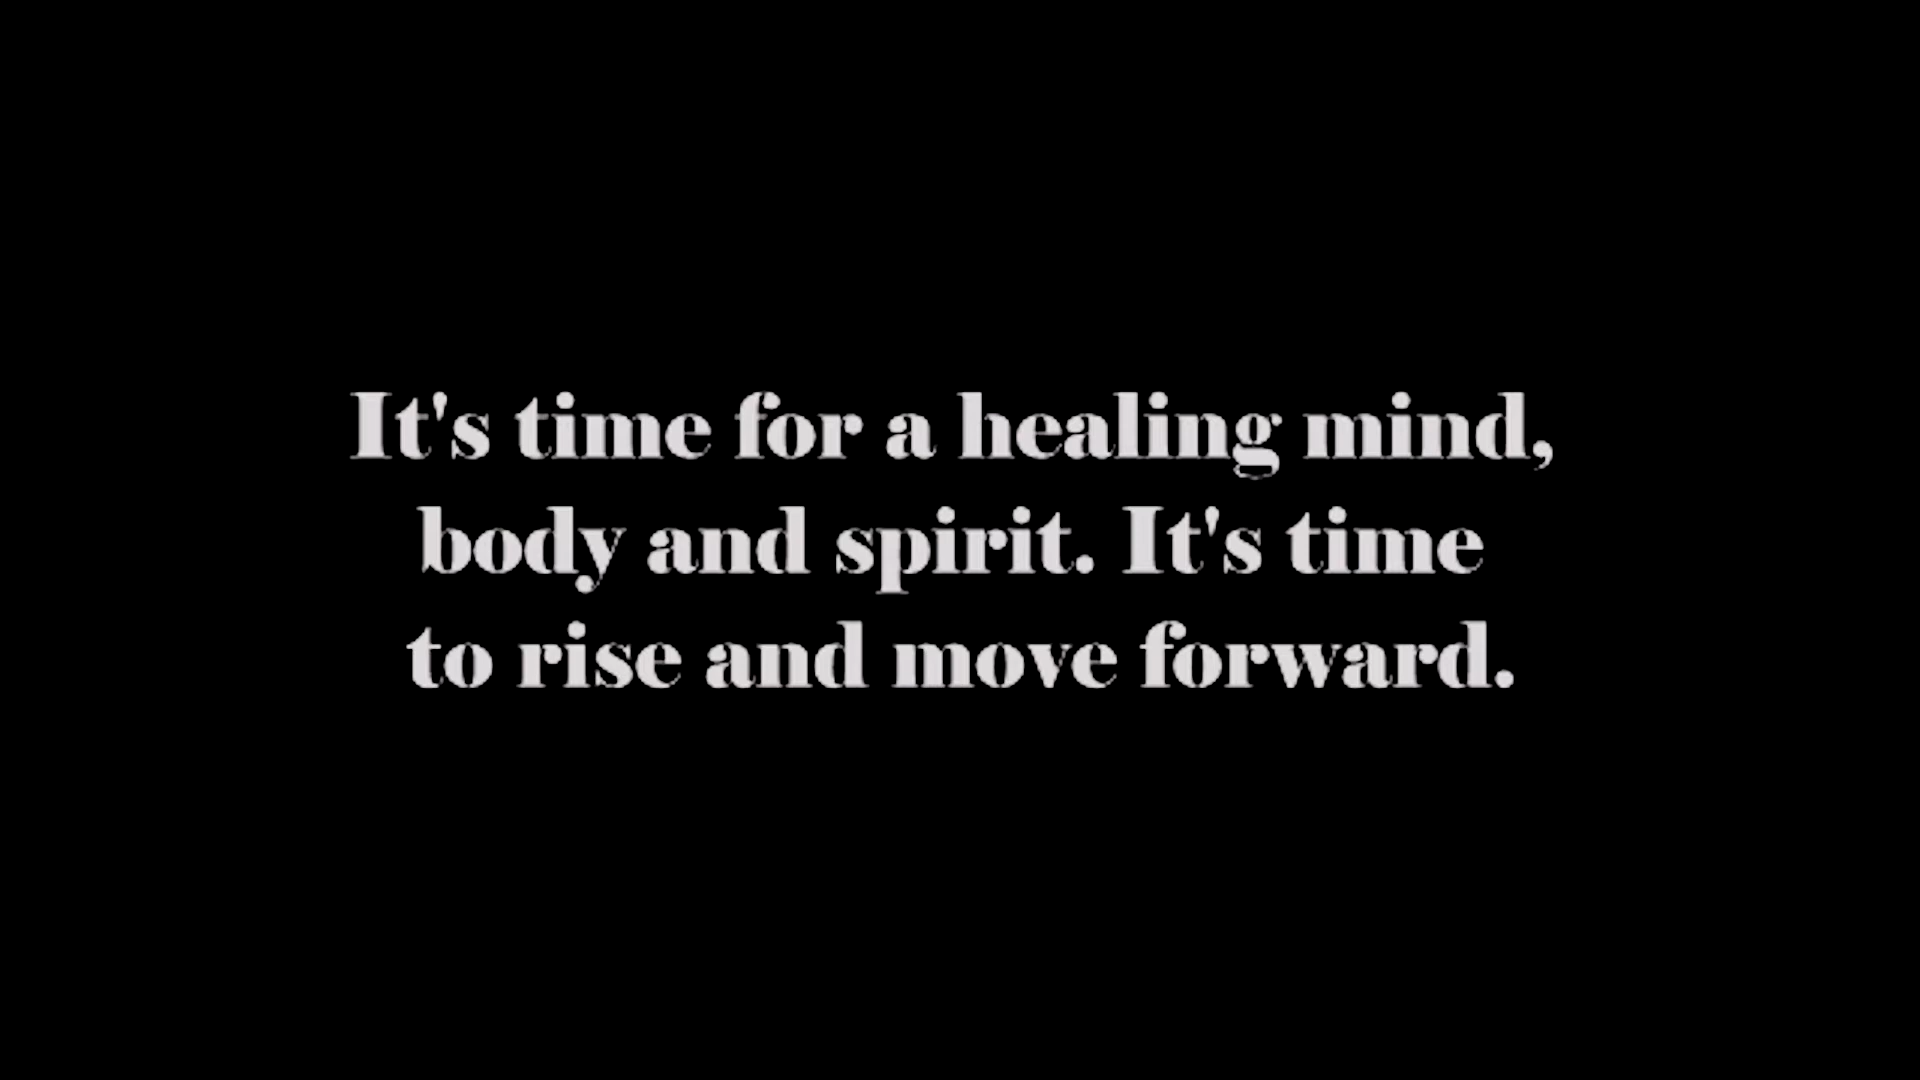 It's time for a healing mind,
body and spirit. It's time
to rise and move forward.